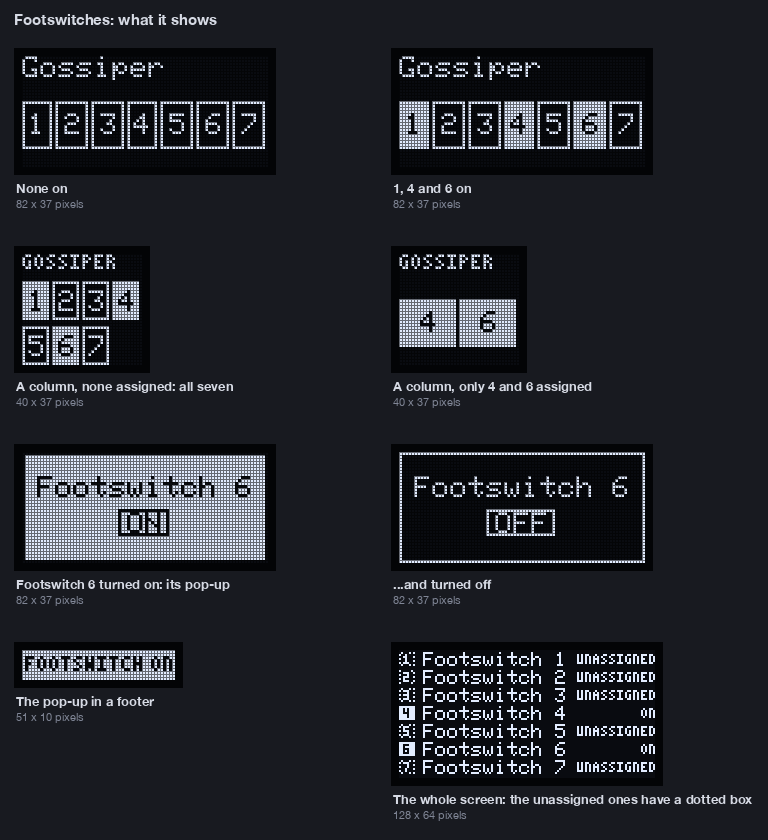 Footswitches: what it shows
Gossiper
1 2 3 4 5 6 7
None on
82 x 37 pixels
Gossiper
1 2 3 4 5 6 7
1, 4 and 6 on
82 x 37 pixels
GOSSIPER
1 2 3 4
5 6 7
A column, none assigned: all seven
40 x 37 pixels
GOSSIPER
4 6
A column, only 4 and 6 assigned
40 x 37 pixels
Footswitch 6
ON
Footswitch 6 turned on: its pop-up
82 x 37 pixels
Footswitch 6
OFF
...and turned off
82 x 37 pixels
FOOTSWITCH ON
The pop-up in a footer
51 x 10 pixels
1 Footswitch 1 UNASSIGNED
2 Footswitch 2 UNASSIGNED
3 Footswitch 3 UNASSIGNED
4 Footswitch 4 ON
5 Footswitch 5 UNASSIGNED
6 Footswitch 6 ON
7 Footswitch 7 UNASSIGNED
The whole screen: the unassigned ones have a dotted box
128 x 64 pixels